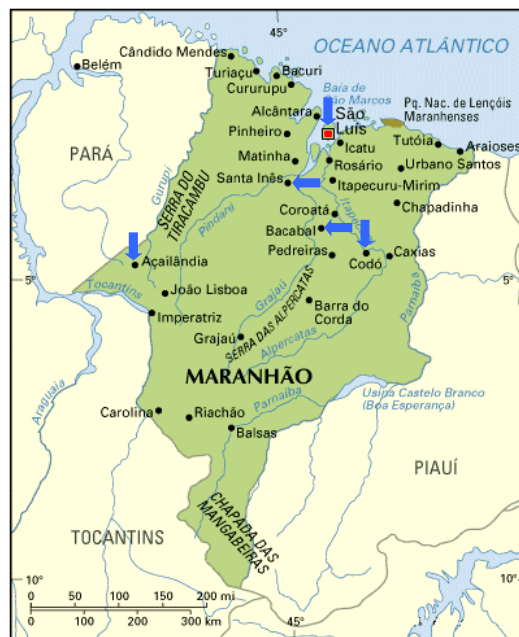 45°
OCEANO ATLÂNTICO
Cândido Mendes
Belém
Turiaçu
Bacuri
Cururupu
Baía de
São Marcos
Pq. Nac. de Lençóis
Maranhenses
Alcântara
São
Luís
Pinheiro
Icatu
Tutóia
Araioses
PARÁ
Matinha
Rosário
Urbano Santos
Gurupi
SERRA DO
TIRACAMBU
Santa Inês
Itapecuru-Mirim
Pindaré
Coroatá
Chapadinha
Bacabal
Pedreiras
Codó
Caxias
Açailândia
5°
5°
Tocantins
João Lisboa
Grajaú
SERRA DAS ALPERCATAS
Barra do
Corda
Parnaíba
Imperatriz
Grajaú
Alpercatas
MARANHÃO
Araguaia
Usina Castelo Branco
(Boa Esperança)
Parnaíba
Carolina
Riachão
Balsas
PIAUÍ
CHAPADA DAS
MANGABEIRAS
TOCANTINS
10°
10°
0 50 100 150 200 mi
0 100 200 300 km
45°